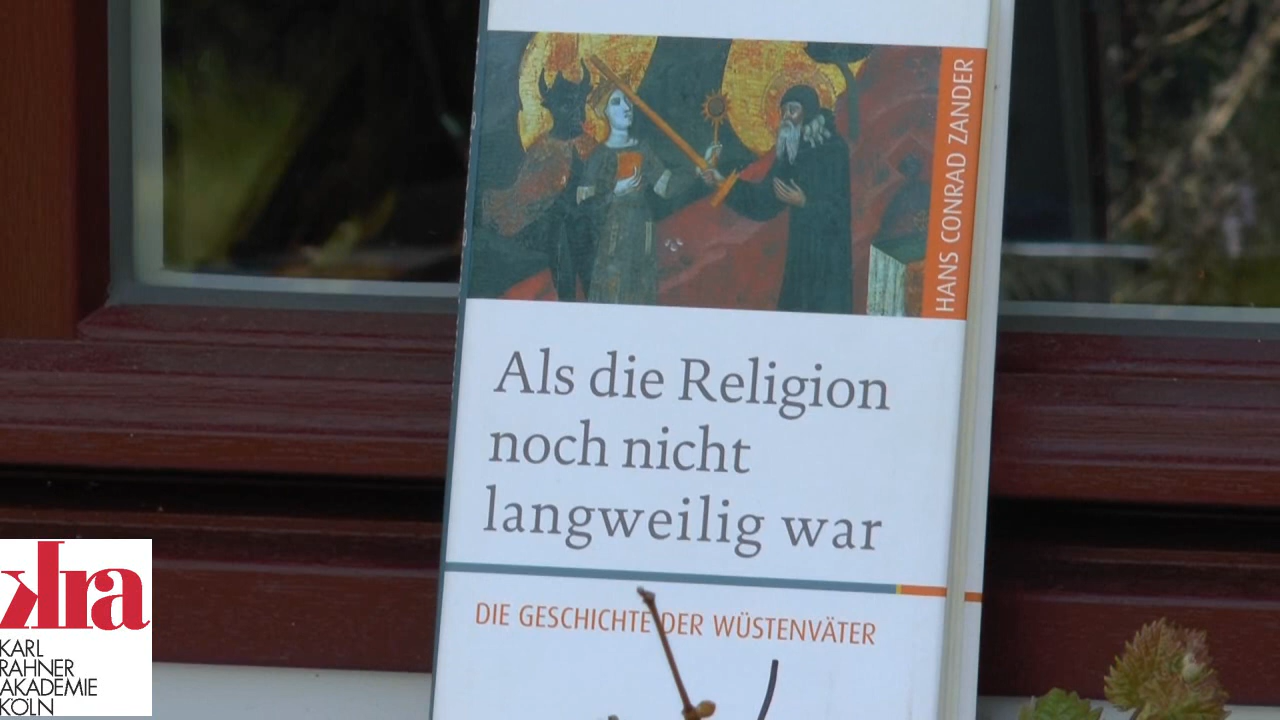 HANS CONRAD ZANDER
Als die Religion
noch nicht
langweilig war
DIE GESCHICHTE DER WÜSTENVÄTER
kra
KARL
RAHNER
AKADEMIE
KÖLN